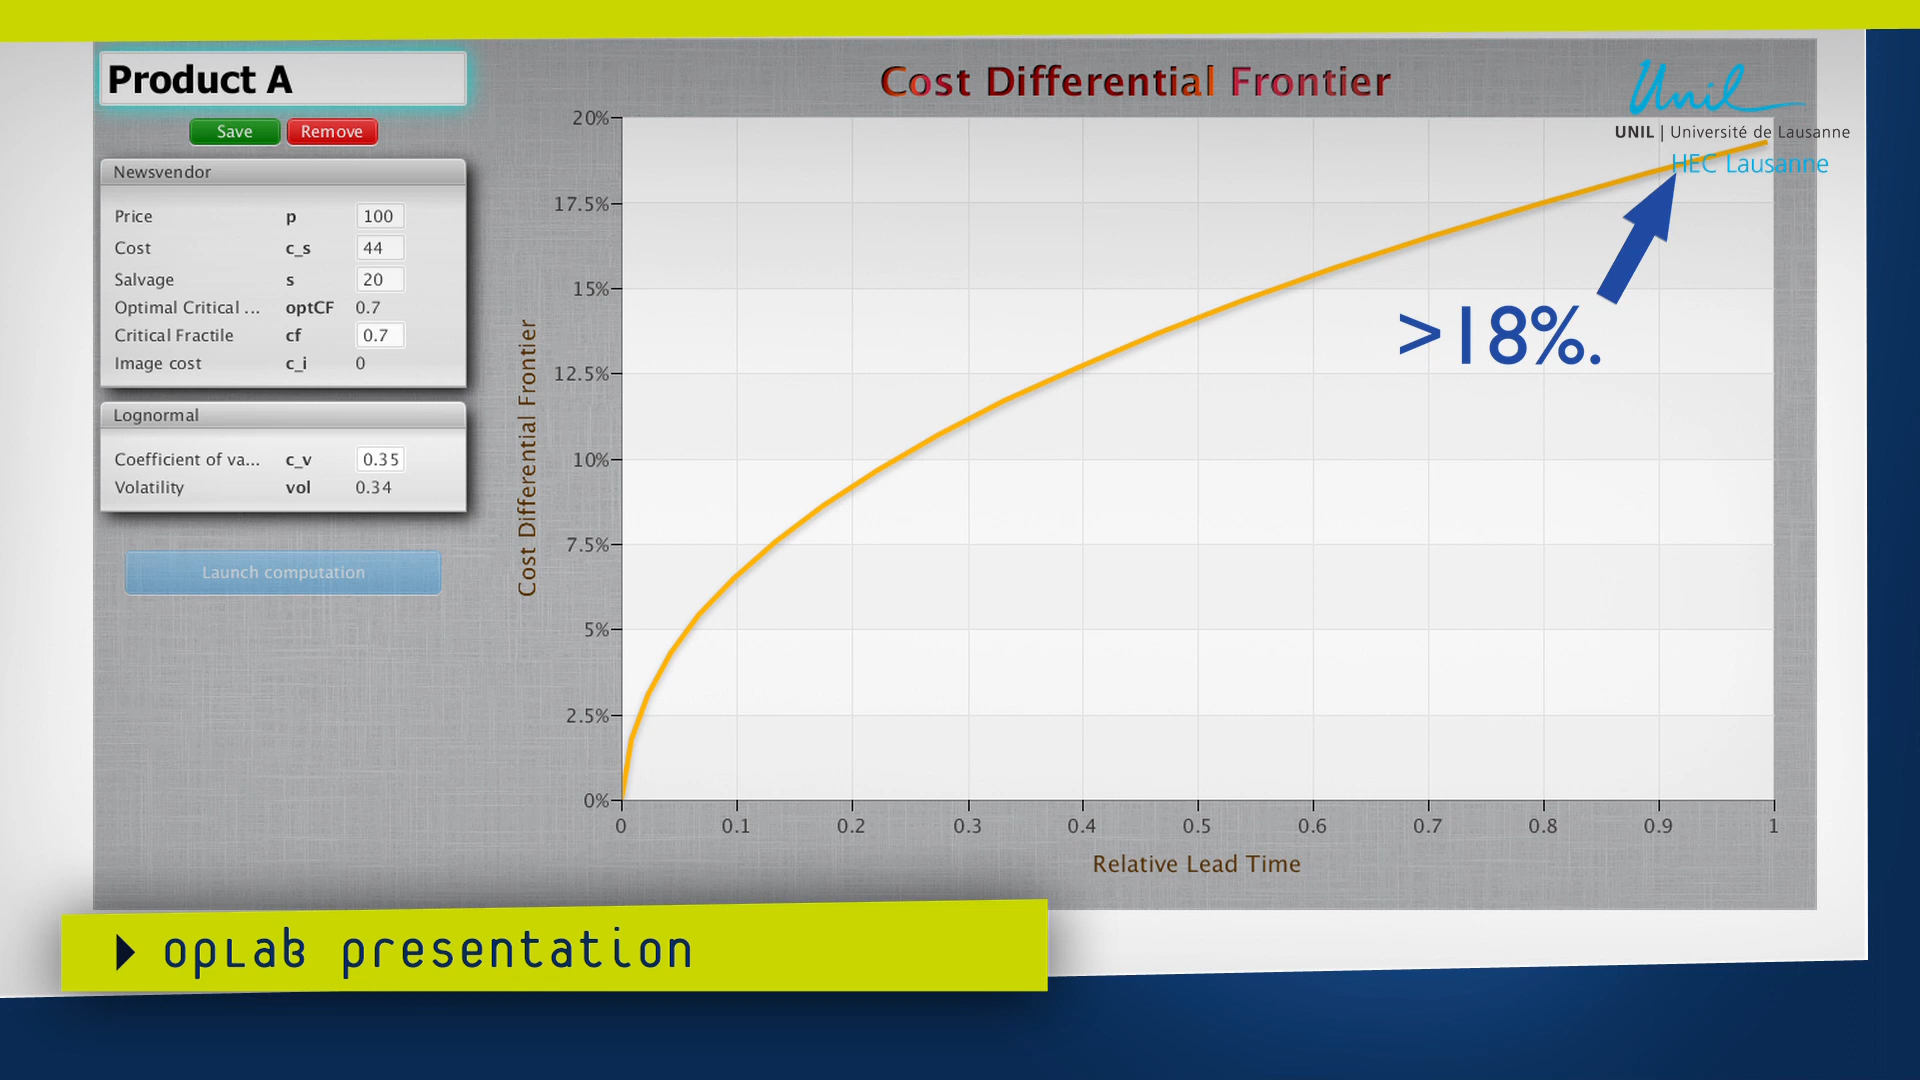 Product A
Save Remove
Newsvendor
Price p 100
Cost c_s 44
Salvage s 20
Optimal Critical ... optCF 0.7
Critical Fractile cf 0.7
Image cost c_i 0
Lognormal
Coefficient of va... c_v 0.35
Volatility vol 0.34
Launch computation
Cost Differential Frontier
Unil
UNIL | Université de Lausanne
HEC Lausanne
>18%.
Cost Differential Frontier
20%
17.5%
15%
12.5%
10%
7.5%
5%
2.5%
0%
0 0.1 0.2 0.3 0.4 0.5 0.6 0.7 0.8 0.9 1
Relative Lead Time
opLab presentation